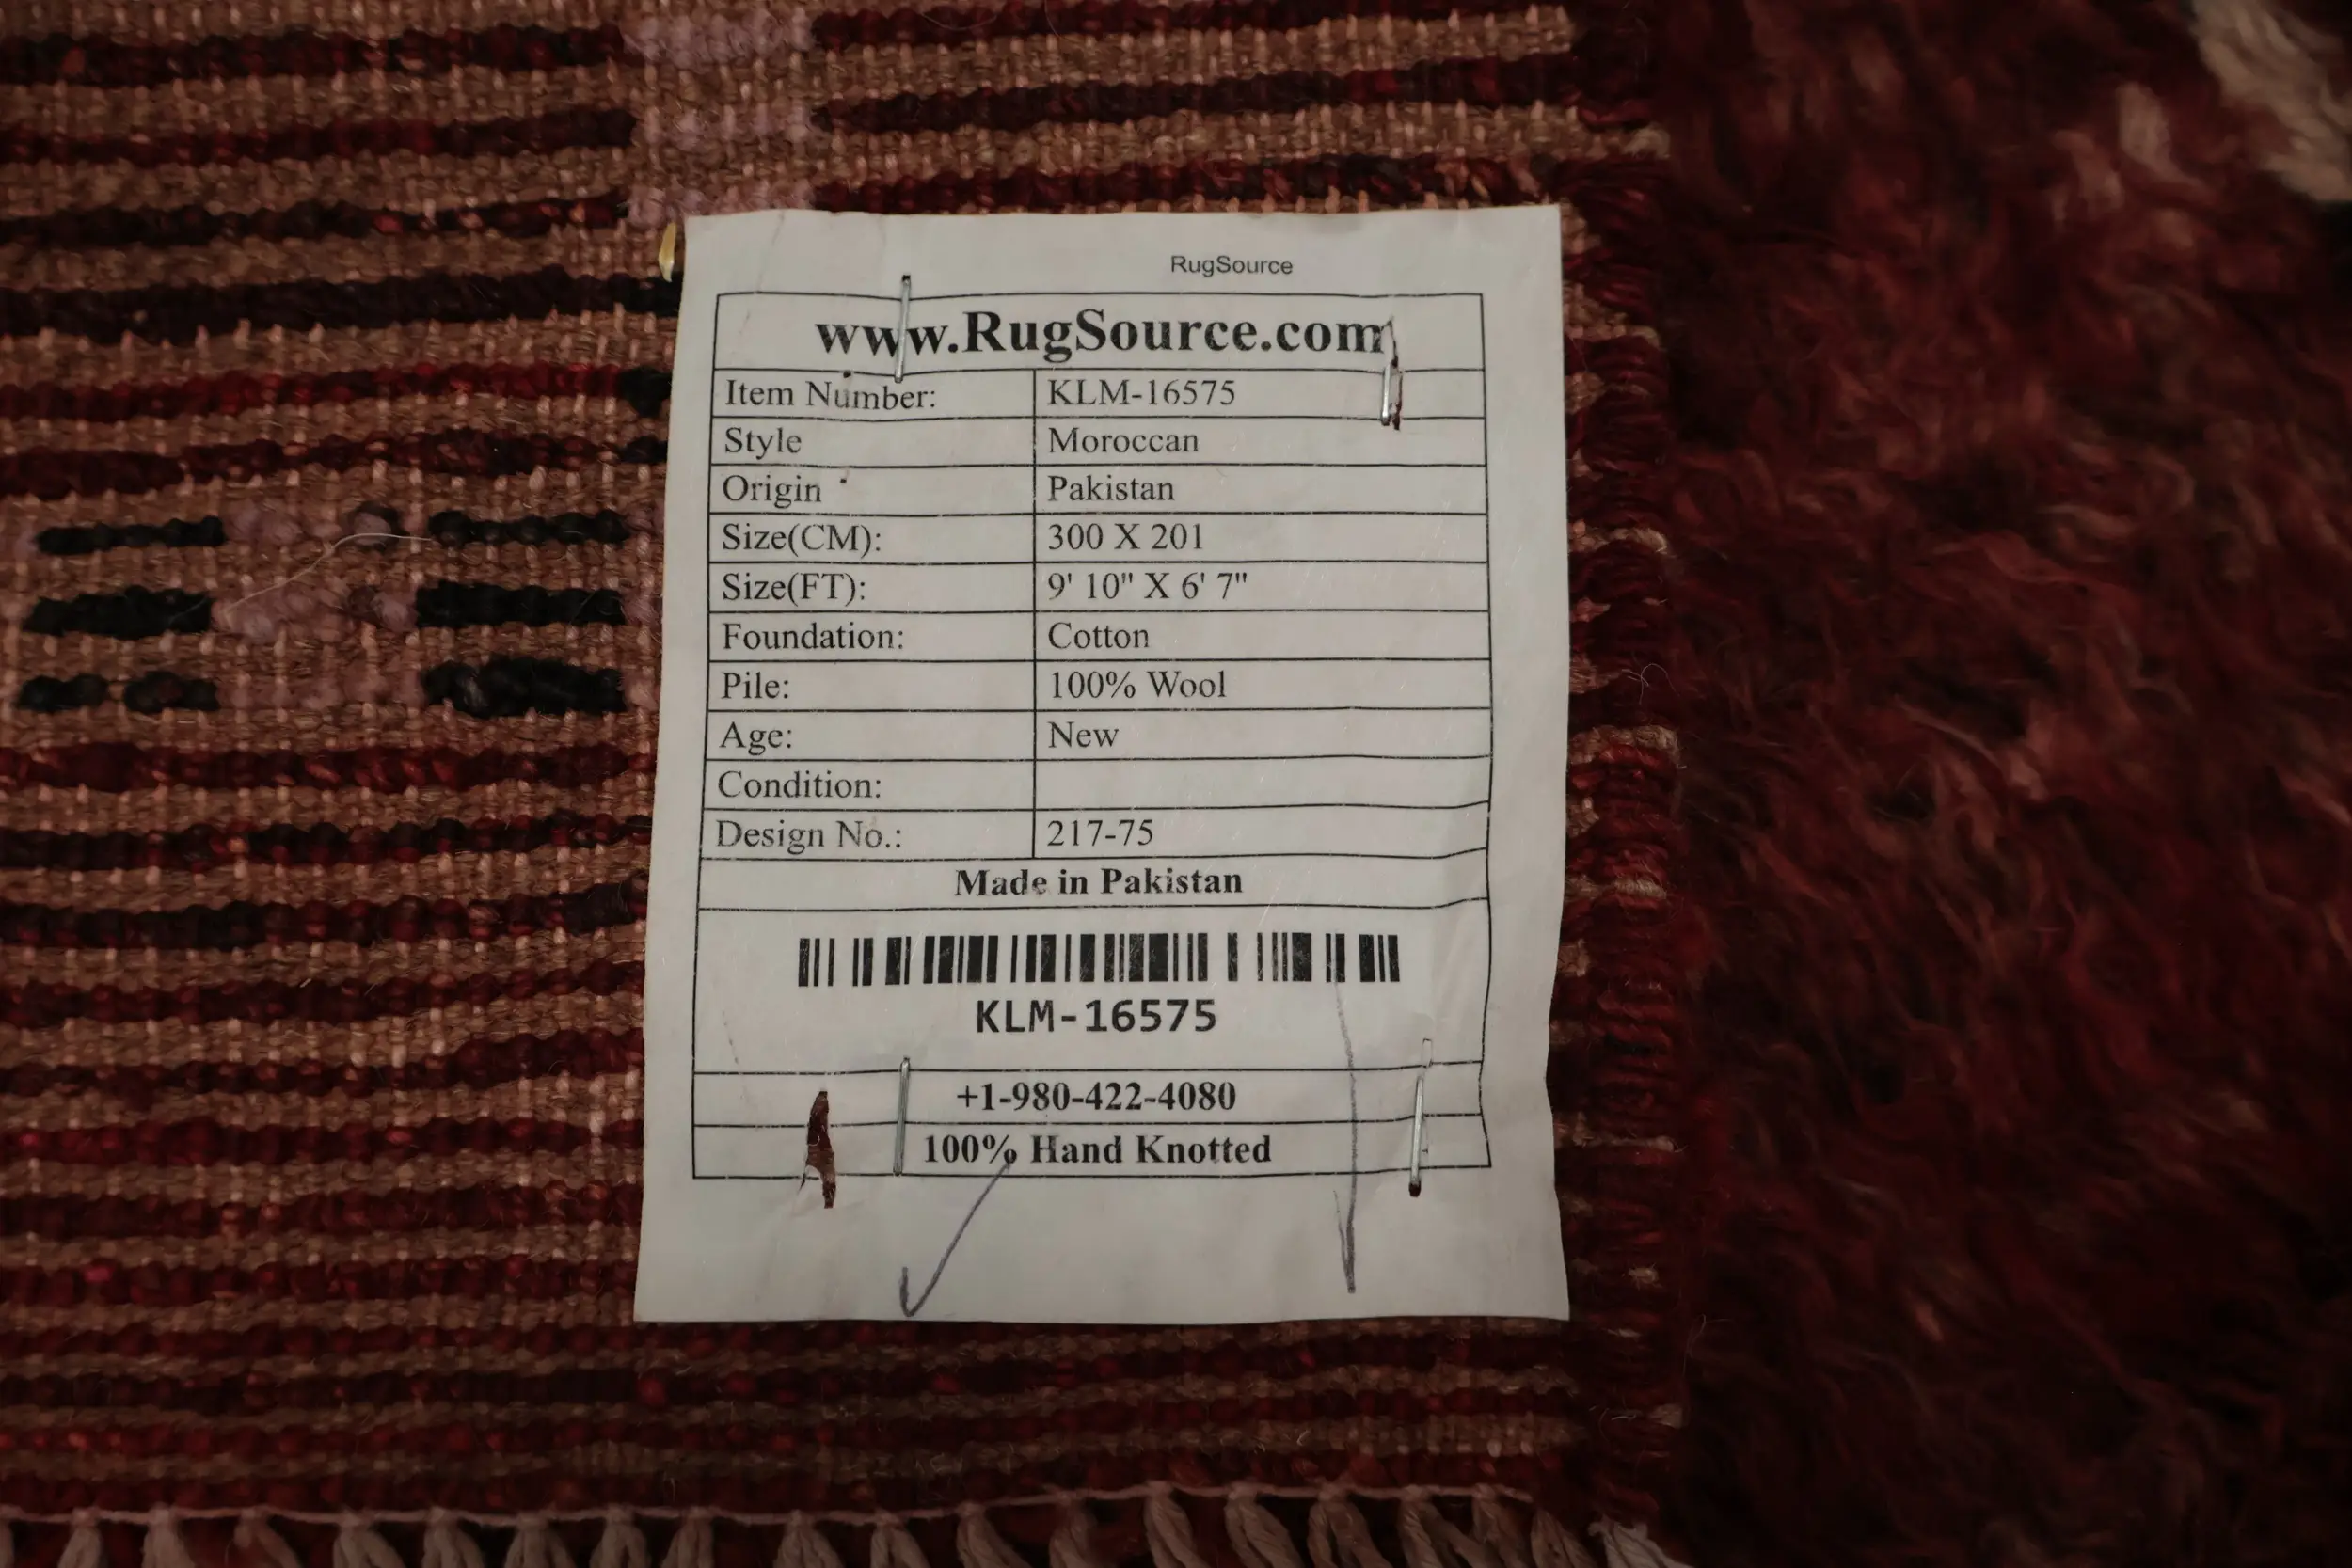 RugSource
www.RugSource.com
Item Number: KLM-16575
Style Moroccan
Origin Pakistan
Size(CM): 300 X 201
Size(FT): 9' 10" X 6' 7"
Foundation: Cotton
Pile: 100% Wool
Age: New
Condition:
Design No.: 217-75
Made in Pakistan
KLM-16575
+1-980-422-4080
100% Hand Knotted